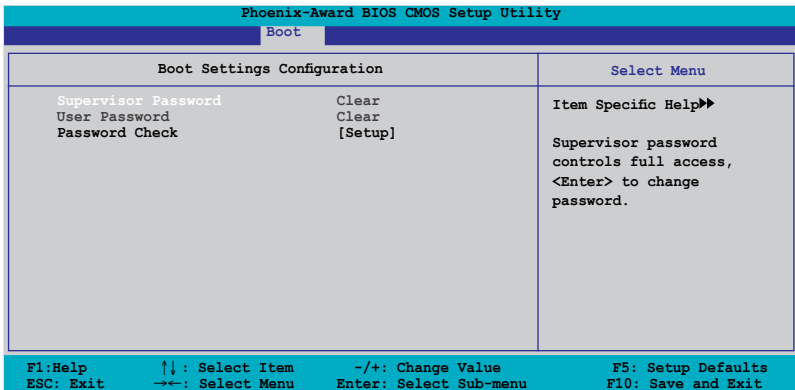 Phoenix-Award BIOS CMOS Setup Utility
Boot
Boot Settings Configuration
Select Menu
Supervisor Password Clear
User Password Clear
Password Check [Setup]
Item Specific Help
Supervisor password
controls full access,
<Enter> to change
password.
F1:Help ↑↓ : Select Item -/+: Change Value F5: Setup Defaults
ESC: Exit →←: Select Menu Enter: Select Sub-menu F10: Save and Exit